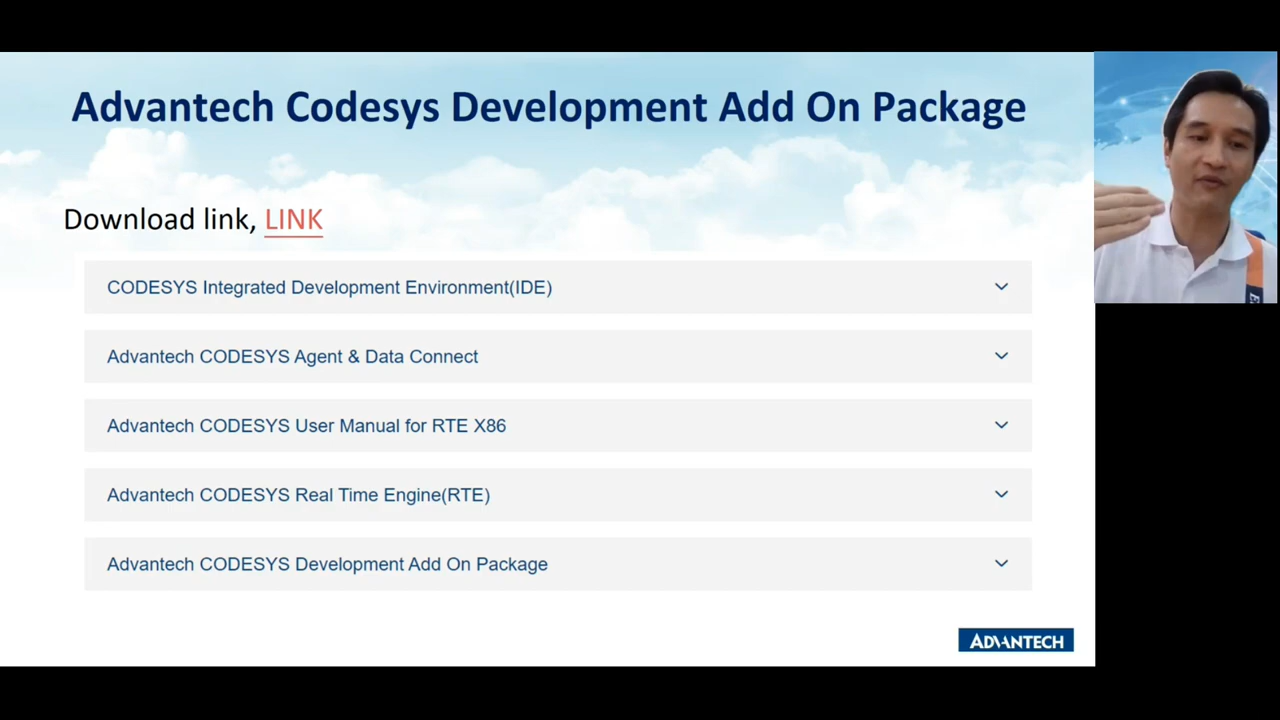 Advantech Codesys Development Add On Package
Download link, LINK
CODESYS Integrated Development Environment(IDE)
Advantech CODESYS Agent & Data Connect
Advantech CODESYS User Manual for RTE X86
Advantech CODESYS Real Time Engine(RTE)
Advantech CODESYS Development Add On Package
ADVANTECH